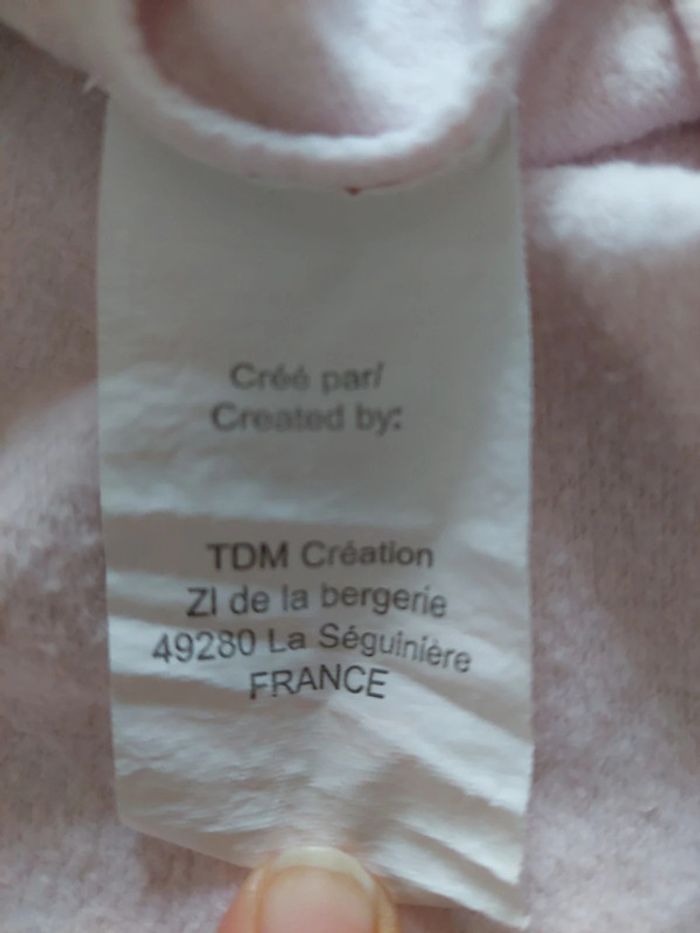 Créé par/
Created by:
TDM Création
ZI de la bergerie
49280 La Séguinière
FRANCE